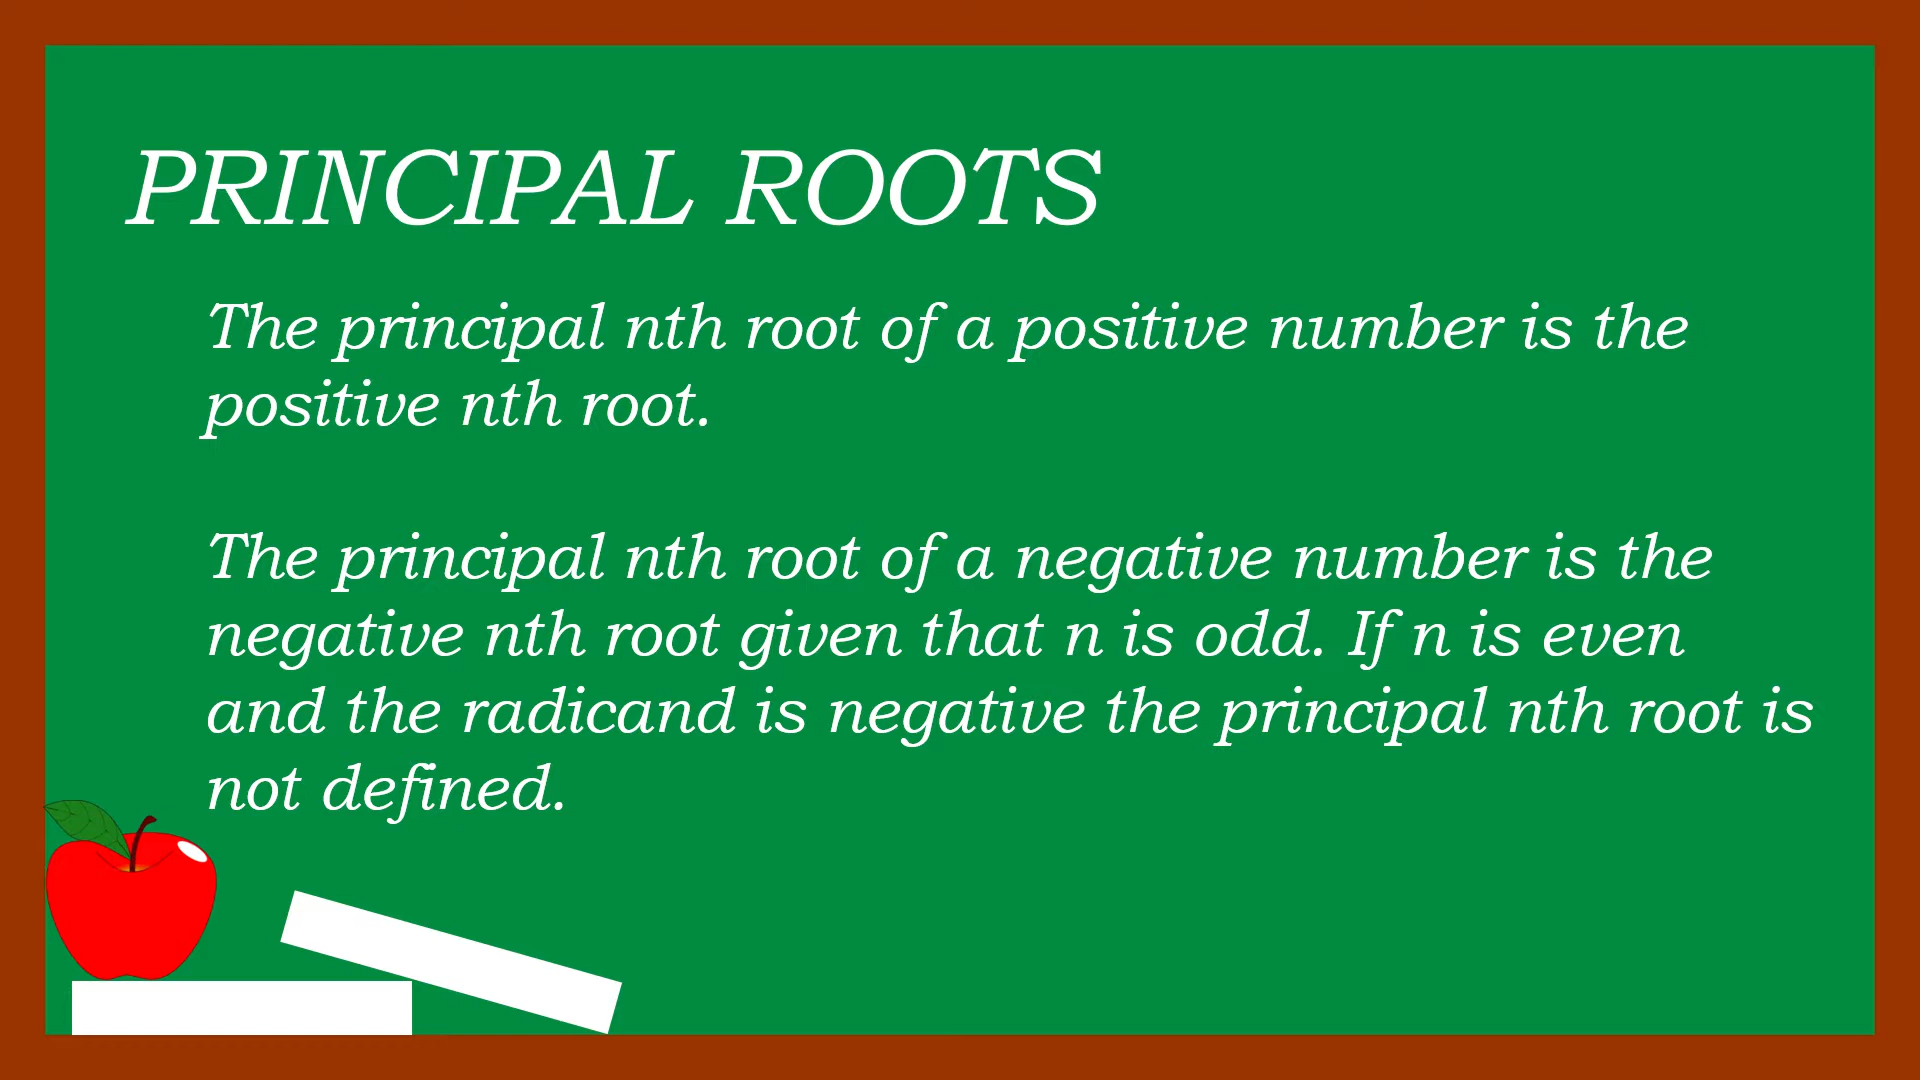 PRINCIPAL ROOTS
The principal nth root of a positive number is the
positive nth root.
The principal nth root of a negative number is the
negative nth root given that n is odd. If n is even
and the radicand is negative the principal nth root is
not defined.